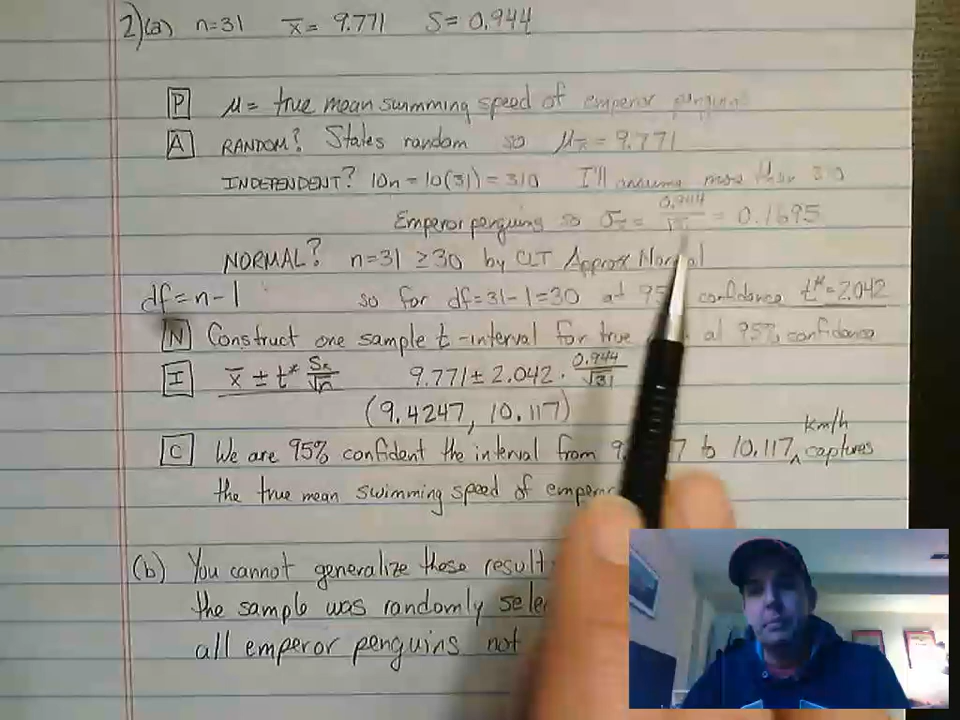 2)(a) n=31 x̄= 9.771 S= 0.944
P μ= true mean swimming speed of emperor penguins
A RANDOM? States random so μx̄ = 9.771
INDEPENDENT? 10n = 10(31) = 310 I'll assume more than 310
Emperor penguins so σx̄ = 0.944/√31 = 0.1695
NORMAL? n=31 ≥30 by CLT Approx Normal
df = n-1 so for df=31-1=30 at 95% confidence t*=2.042
N Construct one sample t-interval for true at 95% confidence
I x̄ ± t* Sx/√n 9.771 ± 2.042 · 0.944/√31
(9.4247, 10.117)
km/h
C We are 95% confident the interval from to 10.117 ^ captures
the true mean swimming speed of
(b) You cannot generalize these
the sample was randomly
all emperor penguins not